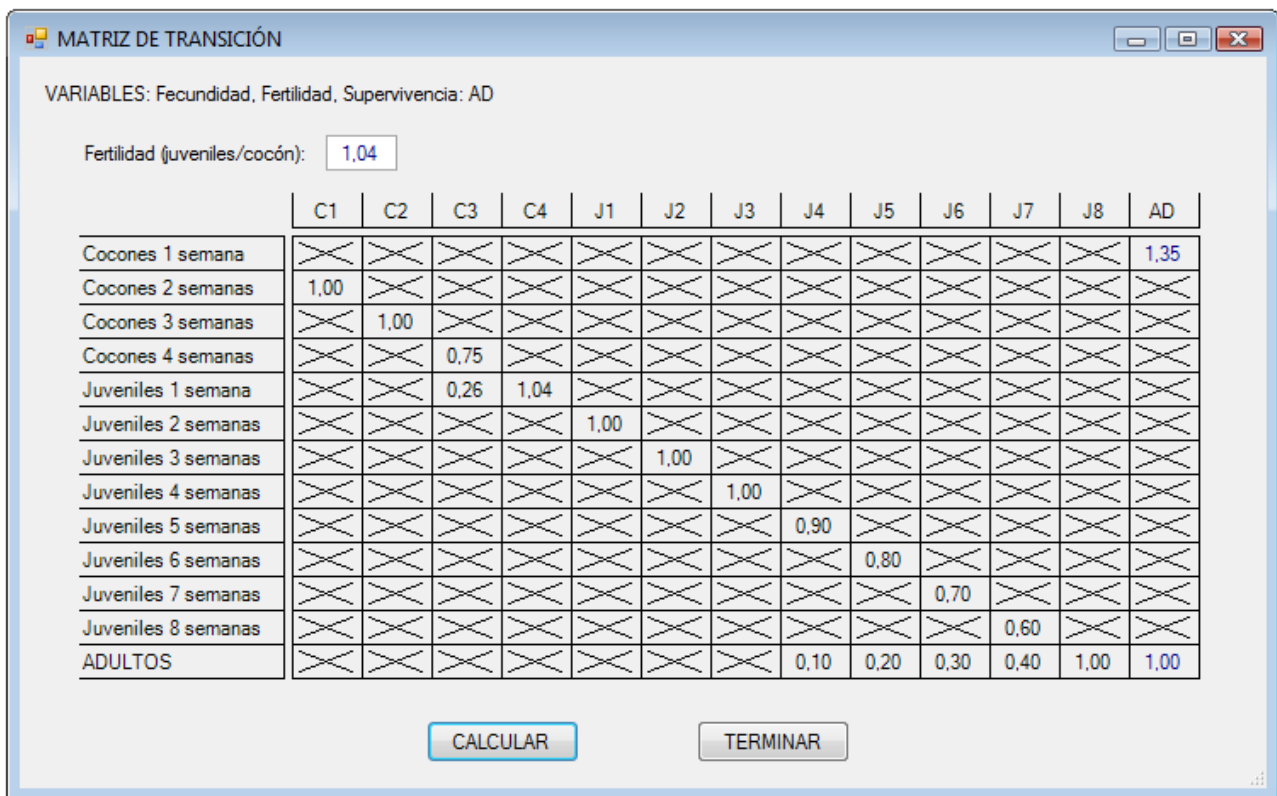 MATRIZ DE TRANSICIÓN
VARIABLES: Fecundidad, Fertilidad, Supervivencia: AD
Fertilidad (juveniles/cocón): 1,04
C1 C2 C3 C4 J1 J2 J3 J4 J5 J6 J7 J8 AD
Cocones 1 semana 1,35
Cocones 2 semanas 1,00
Cocones 3 semanas 1,00
Cocones 4 semanas 0,75
Juveniles 1 semana 0,26 1,04
Juveniles 2 semanas 1,00
Juveniles 3 semanas 1,00
Juveniles 4 semanas 1,00
Juveniles 5 semanas 0,90
Juveniles 6 semanas 0,80
Juveniles 7 semanas 0,70
Juveniles 8 semanas 0,60
ADULTOS 0,10 0,20 0,30 0,40 1,00 1,00
CALCULAR TERMINAR